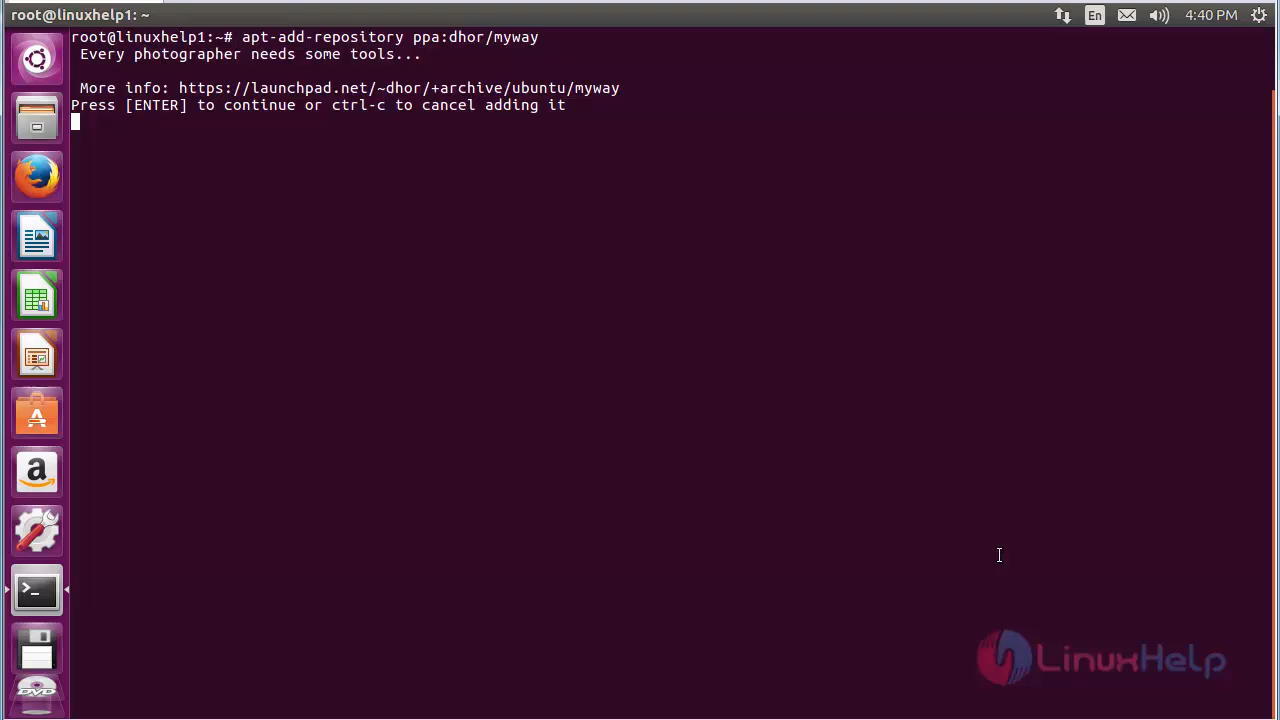 root@linuxhelp1: ~
En
4:40 PM
root@linuxhelp1:~# apt-add-repository ppa:dhor/myway
Every photographer needs some tools...
More info: https://launchpad.net/~dhor/+archive/ubuntu/myway
Press [ENTER] to continue or ctrl-c to cancel adding it
A
a
>_
DVD
LinuxHelp